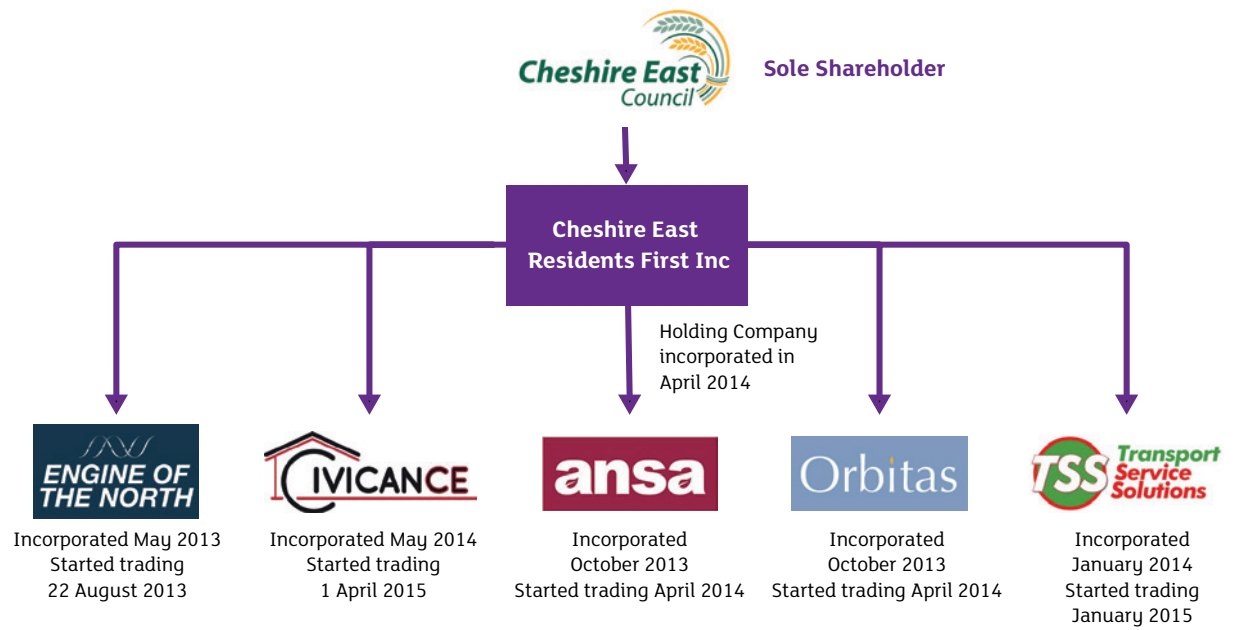 Cheshire East
Council
Sole Shareholder
Cheshire East
Residents First Inc
Holding Company
incorporated in
April 2014
ENGINE OF
THE NORTH
Incorporated May 2013
Started trading
22 August 2013
CIVICANCE
Incorporated May 2014
Started trading
1 April 2015
ansa
Incorporated
October 2013
Started trading April 2014
Orbitas
Incorporated
October 2013
Started trading April 2014
TSS
Transport
Service
Solutions
Incorporated
January 2014
Started trading
January 2015